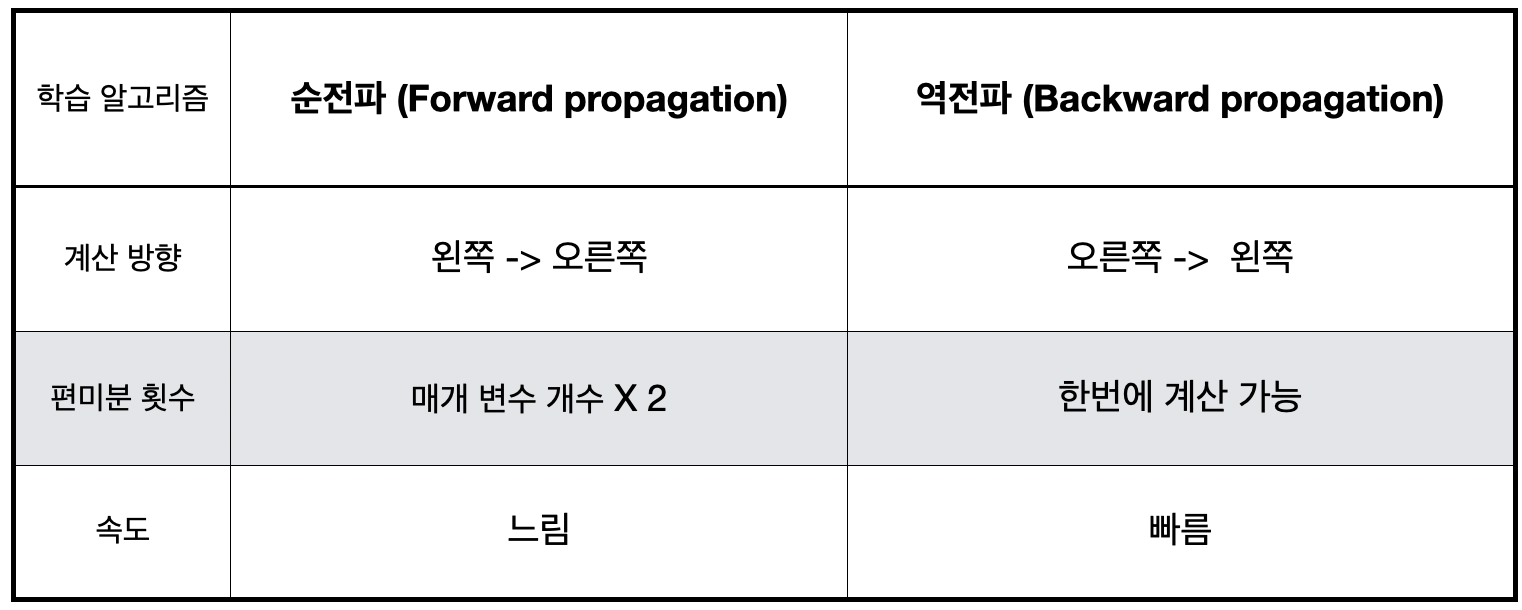 학습 알고리즘 순전파 (Forward propagation) 역전파 (Backward propagation)
계산 방향 왼쪽 -> 오른쪽 오른쪽 -> 왼쪽
편미분 횟수 매개 변수 개수 X 2 한번에 계산 가능
속도 느림 빠름